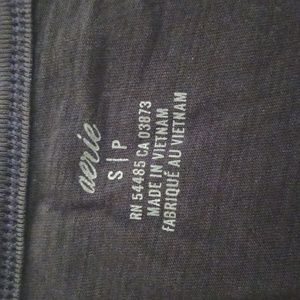 aerie
S | P
RN 54485 CA 03873
MADE IN VIETNAM
FABRIQUÉ AU VIETNAM